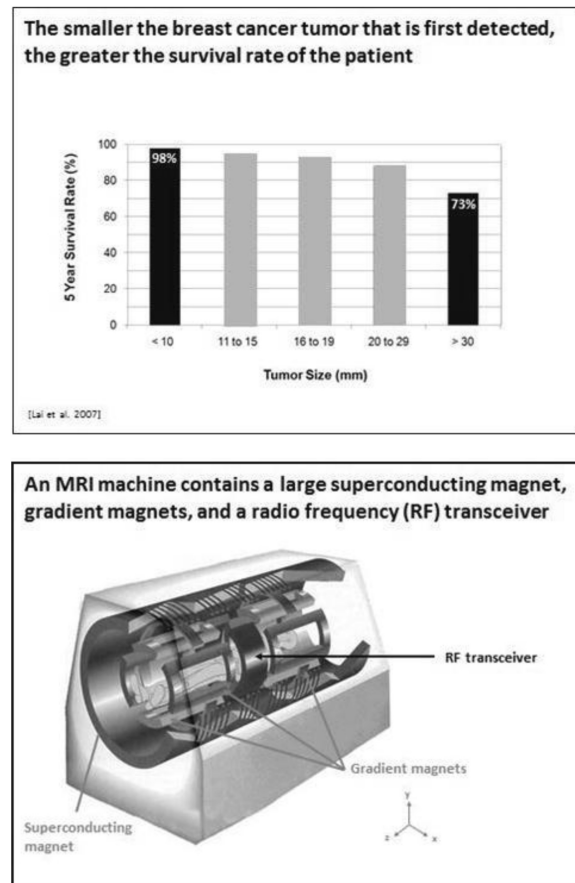 The smaller the breast cancer tumor that is first detected,
the greater the survival rate of the patient
5 Year Survival Rate (%)
100
80
60
40
20
0
98%
73%
< 10
11 to 15
16 to 19
20 to 29
> 30
Tumor Size (mm)
[Lai et al. 2007]
An MRI machine contains a large superconducting magnet,
gradient magnets, and a radio frequency (RF) transceiver
RF transceiver
Gradient magnets
Superconducting
magnet
y
z
x